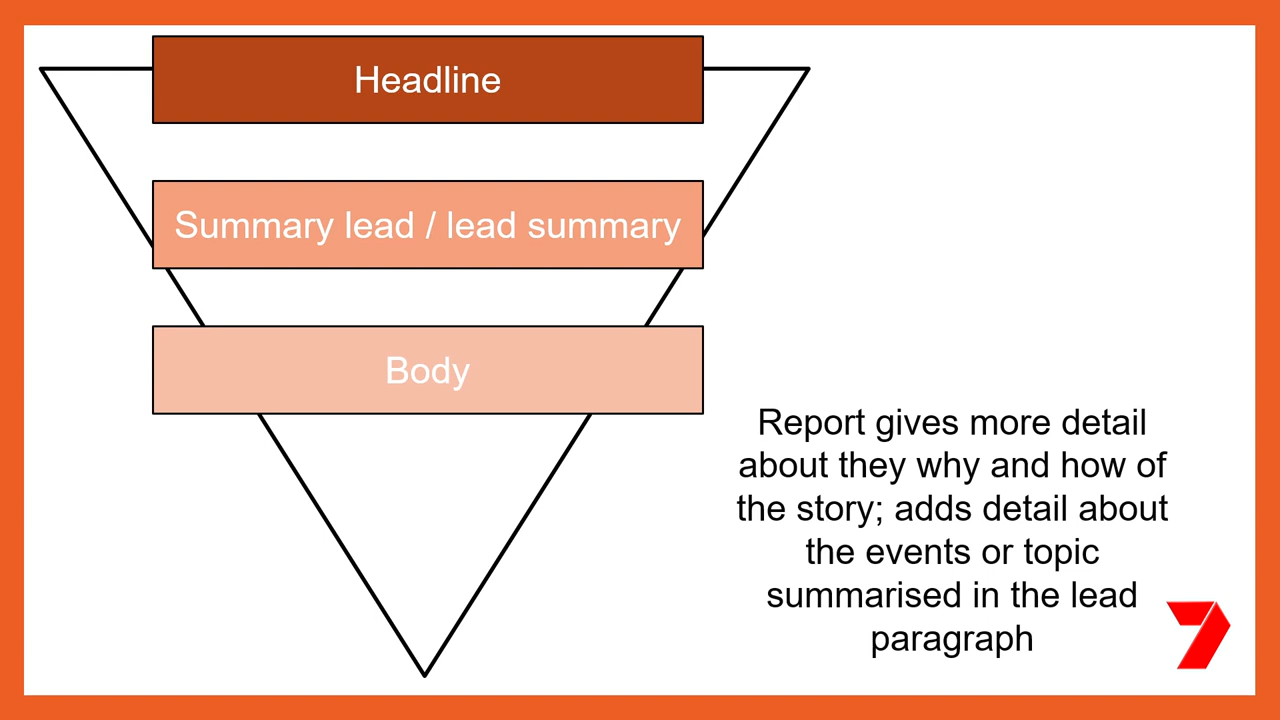 Headline
Summary lead / lead summary
Body
Report gives more detail
about they why and how of
the story; adds detail about
the events or topic
summarised in the lead
paragraph
7